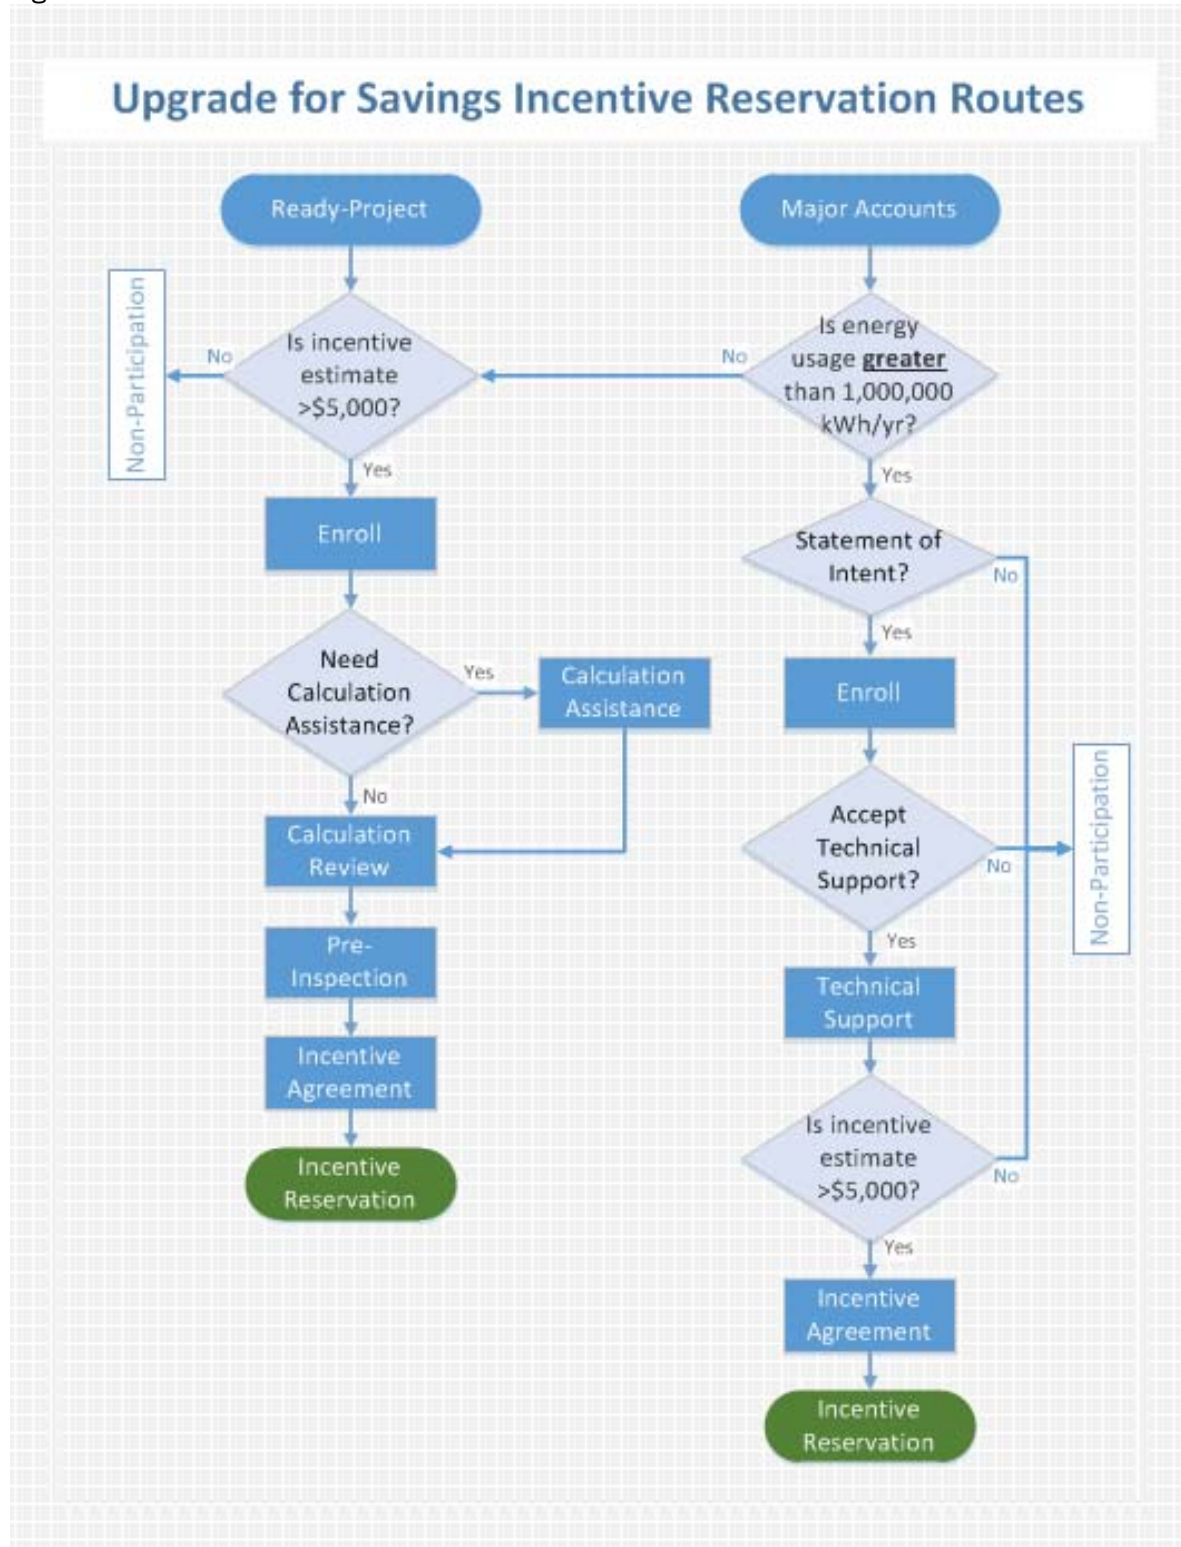 Upgrade for Savings Incentive Reservation Routes
Ready-Project
Non-Participation
No
Is incentive
estimate
>$5,000?
Yes
Enroll
Need
Calculation
Assistance?
Yes
Calculation
Assistance
No
Calculation
Review
Pre-
Inspection
Incentive
Agreement
Incentive
Reservation
Major Accounts
Is energy
usage greater
than 1,000,000
kWh/yr?
No
Yes
Statement of
Intent?
No
Yes
Enroll
Accept
Technical
Support?
No
Non-Participation
Yes
Technical
Support
Is incentive
estimate
>$5,000?
No
Yes
Incentive
Agreement
Incentive
Reservation